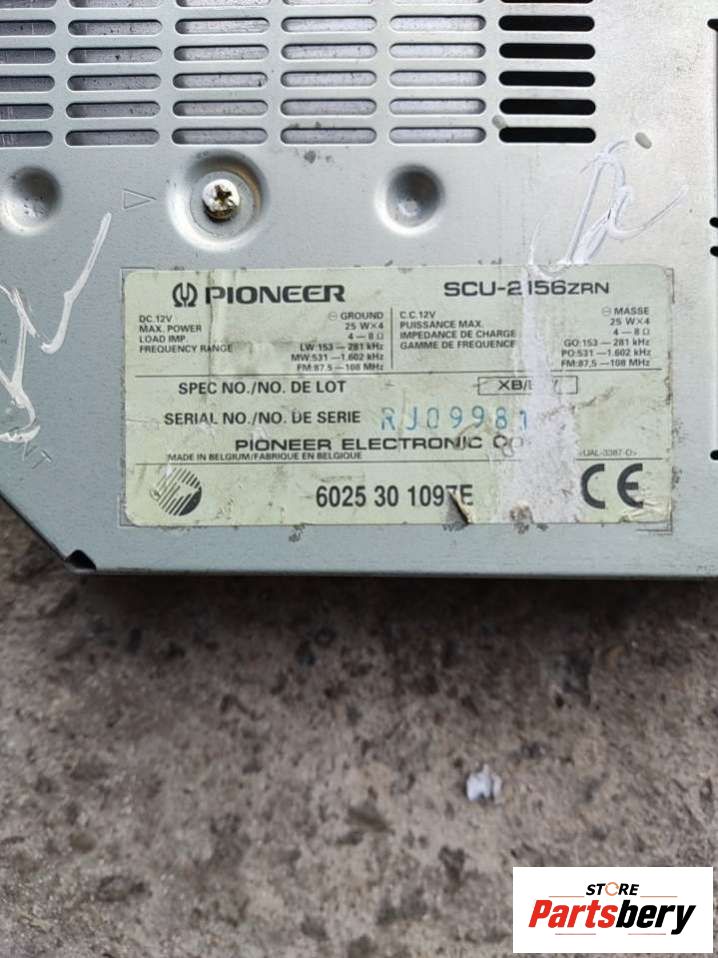 PIONEER SCU-2156ZRN
DC.12V ⊖ GROUND
MAX. POWER 25 W×4
LOAD IMP. 4–8 Ω
FREQUENCY RANGE LW:153 – 281 kHz
MW:531 – 1.602 kHz
FM:87.5 – 108 MHz
C.C.12V ⊖ MASSE
PUISSANCE MAX. 25 W×4
IMPEDANCE DE CHARGE 4–8 Ω
GAMME DE FREQUENCE GO:153 – 281 kHz
PO:531 – 1.602 kHz
FM:87,5 – 108 MHz
SPEC NO./NO. DE LOT
SERIAL NO./NO. DE SERIE RJ09981
PIONEER ELECTRONIC CO
MADE IN BELGIUM/FABRIQUE EN BELGIQUE
6025 30 1097E CE
STORE
Partsbery